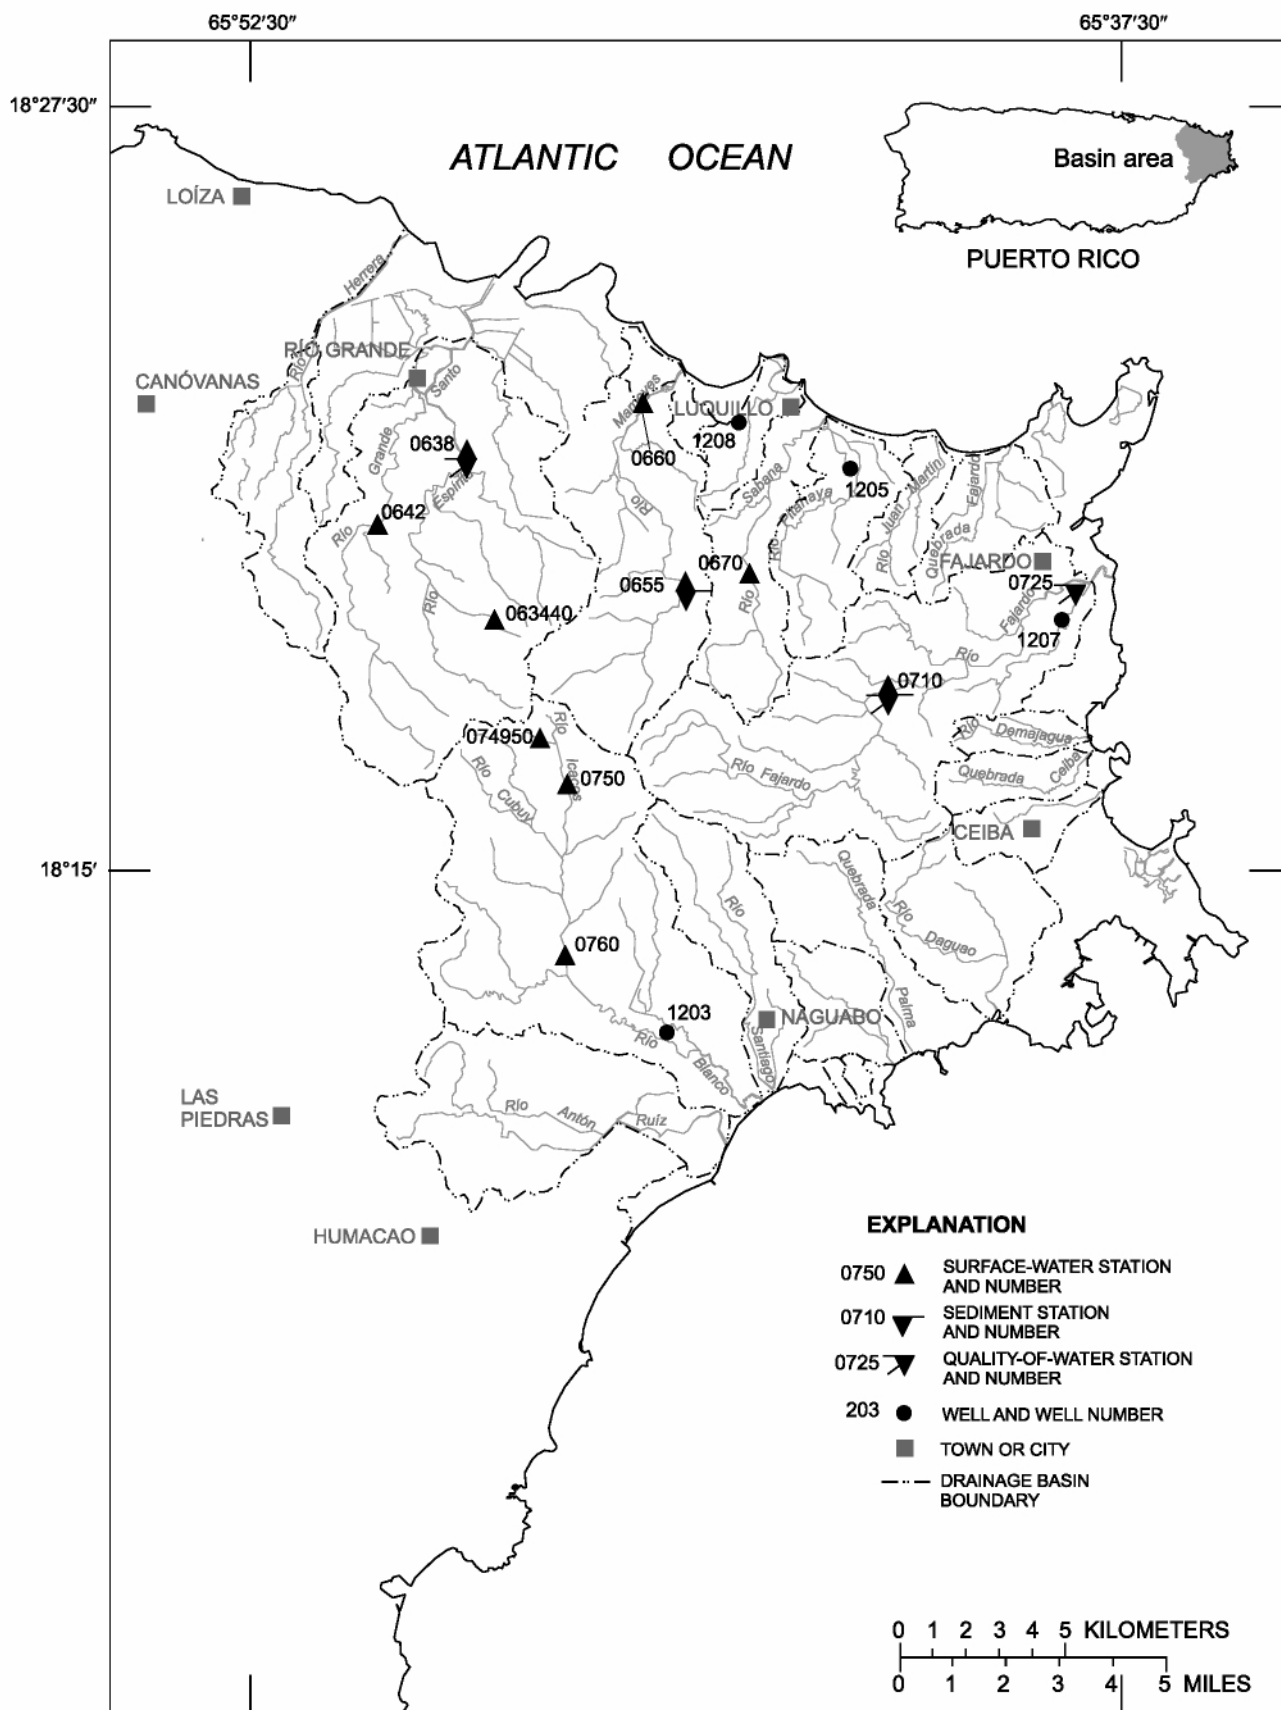 65°52′30″
65°37′30″
18°27′30″
ATLANTIC OCEAN
Basin area
PUERTO RICO
LOÍZA
Herrera
Río
RÍO GRANDE
CANÓVANAS
Santo
Mameyes
LUQUILLO
1208
0638
Grande
0660
Espíritu
Sabana
Pitahaya
1205
Martín
Juan
Fajardo
Quebrada
0642
Río
Río
Río
Río
Río
FAJARDO
0725
0655
0670
Río
Fajardo
1207
Río
063440
Río
0710
074950
Río
Icacos
Río
Cubuy
0750
Río Fajardo
Río
Demajagua
Quebrada
Ceiba
CEIBA
18°15′
Quebrada
Río
Río
Daguao
0760
Palma
1203
NAGUABO
Santiago
Río
Blanco
LAS
PIEDRAS
Río
Antón
Ruíz
HUMACAO
EXPLANATION
0750 SURFACE-WATER STATION
AND NUMBER
0710 SEDIMENT STATION
AND NUMBER
0725 QUALITY-OF-WATER STATION
AND NUMBER
203 WELL AND WELL NUMBER
TOWN OR CITY
DRAINAGE BASIN
BOUNDARY
0 1 2 3 4 5 KILOMETERS
0 1 2 3 4 5 MILES